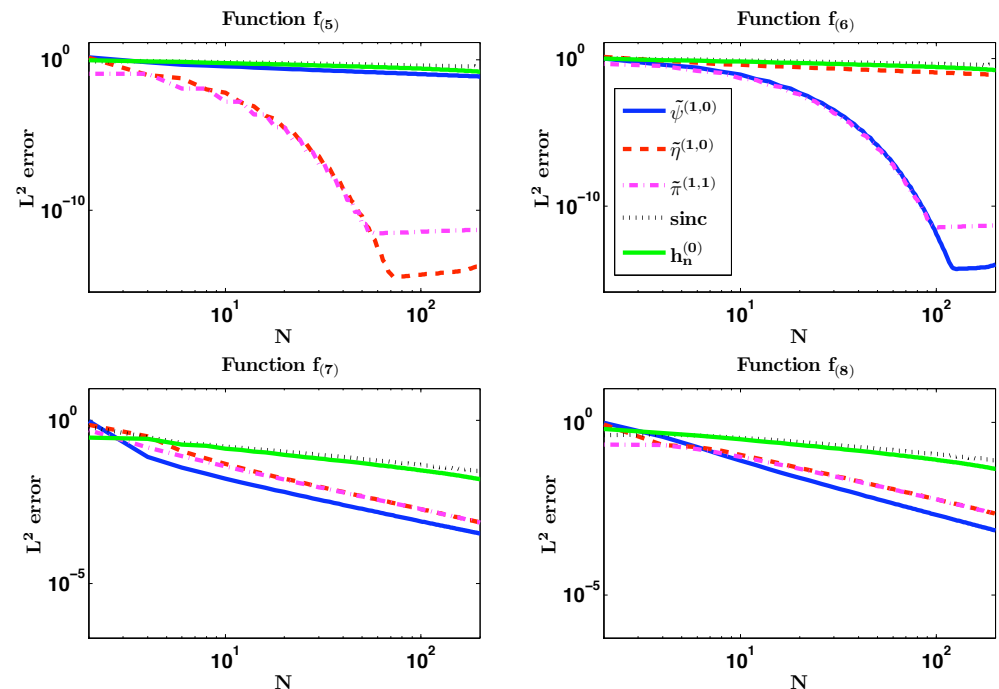 Function f(5)
10^0
10^-10
L^2 error
10^1
10^2
N
Function f(6)
10^0
10^-10
L^2 error
ψ̃^(1,0)
η̃^(1,0)
π̃^(1,1)
sinc
h_n^(0)
10^1
10^2
N
Function f(7)
10^0
10^-5
L^2 error
10^1
10^2
N
Function f(8)
10^0
10^-5
L^2 error
10^1
10^2
N